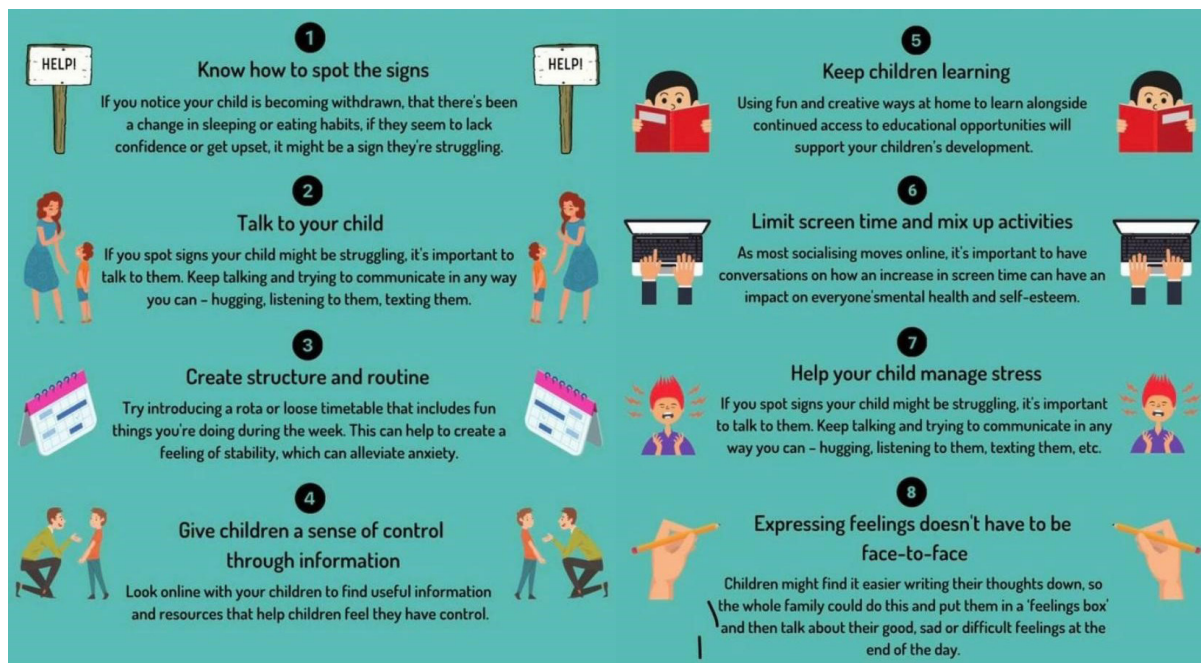 1
HELP!
HELP!
Know how to spot the signs
If you notice your child is becoming withdrawn, that there's been
a change in sleeping or eating habits, if they seem to lack
confidence or get upset, it might be a sign they're struggling.
2
Talk to your child
If you spot signs your child might be struggling, it's important to
talk to them. Keep talking and trying to communicate in any way
you can – hugging, listening to them, texting them.
3
Create structure and routine
Try introducing a rota or loose timetable that includes fun
things you're doing during the week. This can help to create a
feeling of stability, which can alleviate anxiety.
4
Give children a sense of control
through information
Look online with your children to find useful information
and resources that help children feel they have control.
5
Keep children learning
Using fun and creative ways at home to learn alongside
continued access to educational opportunities will
support your children's development.
6
Limit screen time and mix up activities
As most socialising moves online, it's important to have
conversations on how an increase in screen time can have an
impact on everyone'smental health and self-esteem.
7
Help your child manage stress
If you spot signs your child might be struggling, it's important
to talk to them. Keep talking and trying to communicate in any
way you can – hugging, listening to them, texting them, etc.
8
Expressing feelings doesn't have to be
face-to-face
Children might find it easier writing their thoughts down, so
the whole family could do this and put them in a 'feelings box'
and then talk about their good, sad or difficult feelings at the
end of the day.